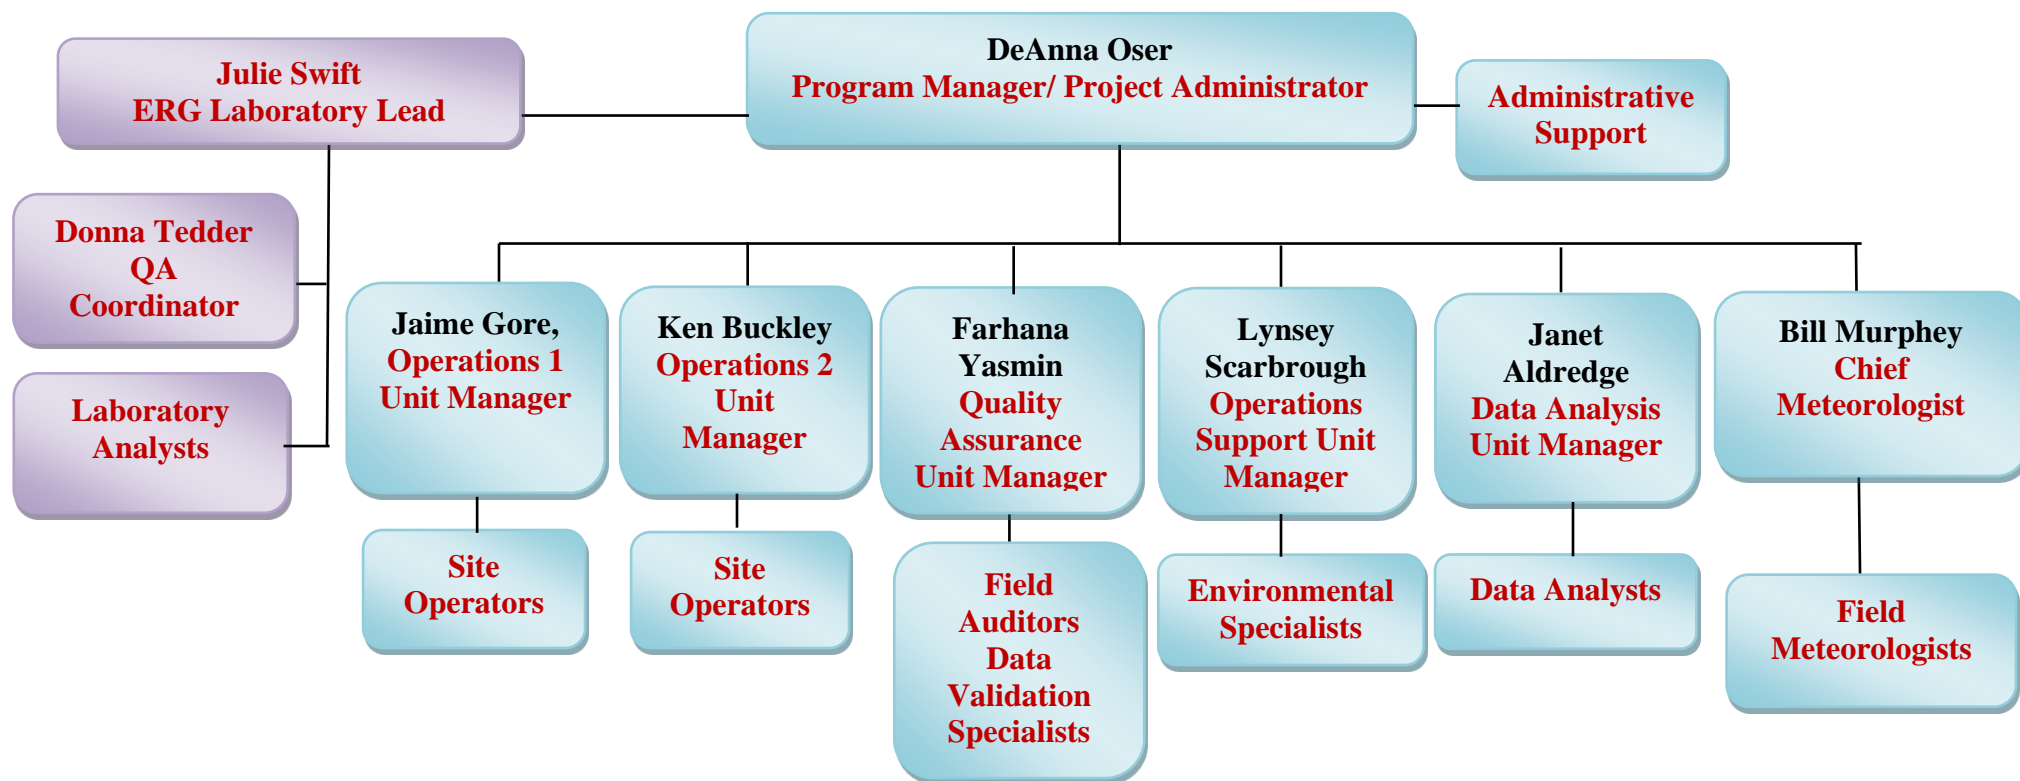 Julie Swift
ERG Laboratory Lead
DeAnna Oser
Program Manager/ Project Administrator
Administrative
Support
Donna Tedder
QA
Coordinator
Laboratory
Analysts
Jaime Gore,
Operations 1
Unit Manager
Ken Buckley
Operations 2
Unit
Manager
Farhana
Yasmin
Quality
Assurance
Unit Manager
Lynsey
Scarbrough
Operations
Support Unit
Manager
Janet
Aldredge
Data Analysis
Unit Manager
Bill Murphey
Chief
Meteorologist
Site
Operators
Site
Operators
Field
Auditors
Data
Validation
Specialists
Environmental
Specialists
Data Analysts
Field
Meteorologists